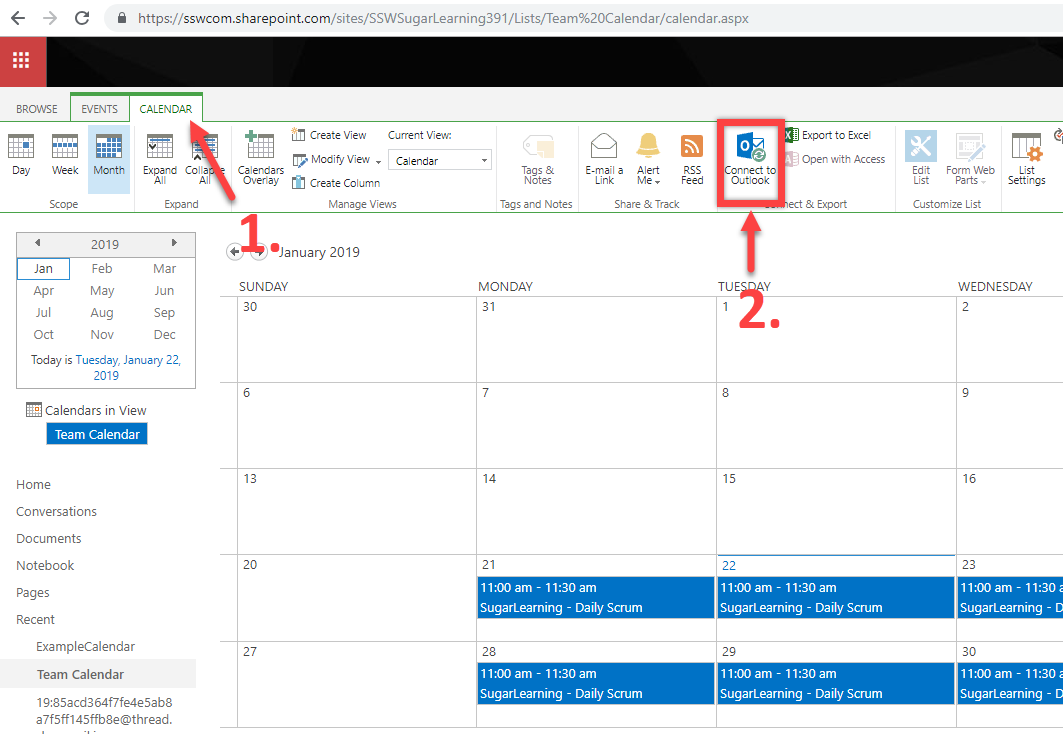 https://sswcom.sharepoint.com/sites/SSWSugarLearning391/Lists/Team%20Calendar/calendar.aspx
BROWSE EVENTS CALENDAR
Day
Week
Month
Scope
Expand
All
Collapse
All
Expand
Calendars
Overlay
Create View
Modify View
Create Column
Current View:
Calendar
Manage Views
Tags &
Notes
Tags and Notes
E-mail a
Link
Alert
Me
RSS
Feed
Share & Track
Connect to
Outlook
Export to Excel
Open with Access
Connect & Export
Edit
List
Form Web
Parts
Customize List
List
Settings
1.
2.
2019
Jan Feb Mar
Apr May Jun
Jul Aug Sep
Oct Nov Dec
Today is Tuesday, January 22,
2019
Calendars in View
Team Calendar
Home
Conversations
Documents
Notebook
Pages
Recent
ExampleCalendar
Team Calendar
19:85acd364f7fe4e5ab8
a7f5ff145ffb8e@thread.
January 2019
SUNDAY MONDAY TUESDAY WEDNESDAY
30 31 1 2
6 7 8 9
13 14 15 16
20 21 22 23
11:00 am - 11:30 am 11:00 am - 11:30 am 11:00 am - 11:30 a
SugarLearning - Daily Scrum SugarLearning - Daily Scrum SugarLearning - D
27 28 29 30
11:00 am - 11:30 am 11:00 am - 11:30 am 11:00 am - 11:30 a
SugarLearning - Daily Scrum SugarLearning - Daily Scrum SugarLearning - D